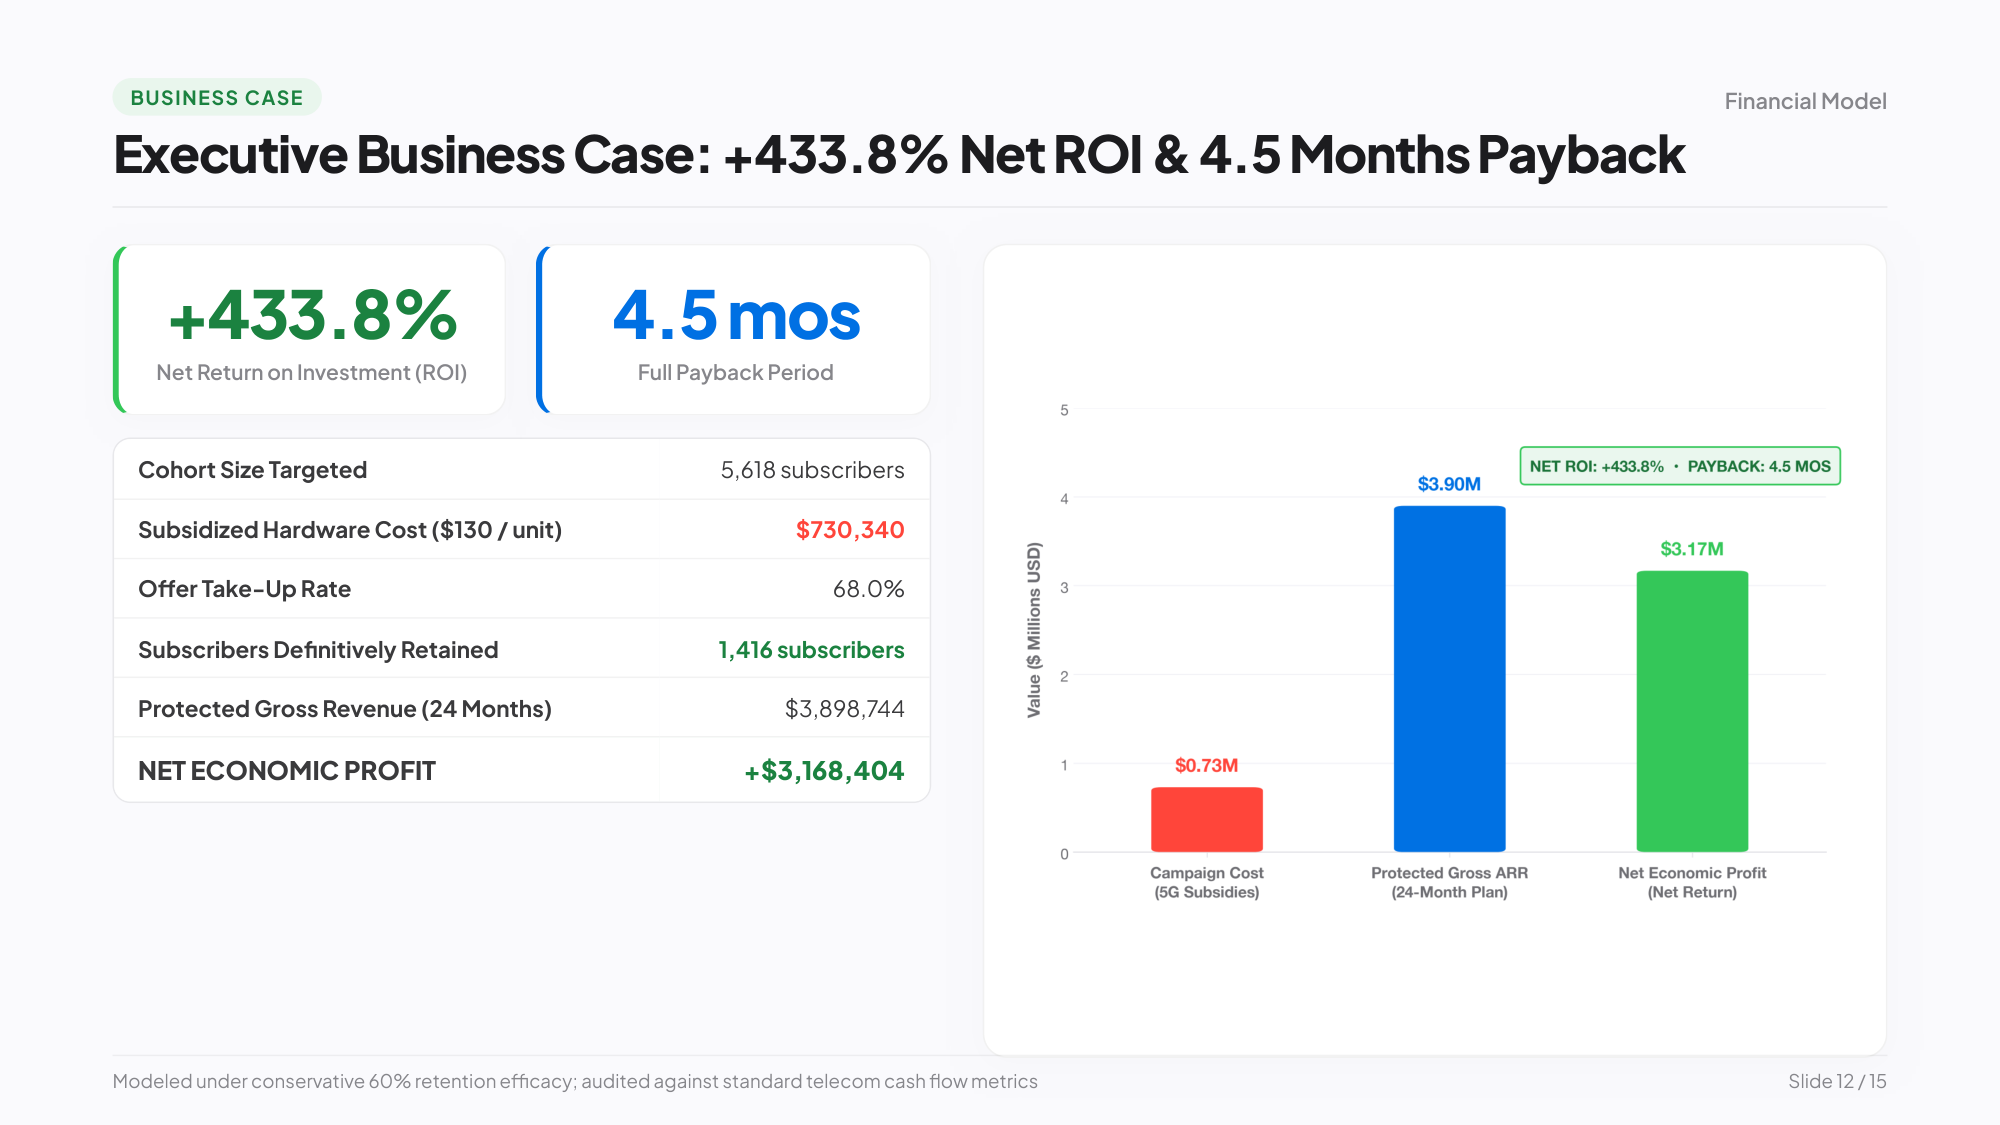 BUSINESS CASE
Financial Model
Executive Business Case: +433.8% Net ROI & 4.5 Months Payback
+433.8%
Net Return on Investment (ROI)
4.5 mos
Full Payback Period
Cohort Size Targeted 5,618 subscribers
Subsidized Hardware Cost ($130 / unit) $730,340
Offer Take-Up Rate 68.0%
Subscribers Definitively Retained 1,416 subscribers
Protected Gross Revenue (24 Months) $3,898,744
NET ECONOMIC PROFIT +$3,168,404
Value ($ Millions USD)
5
4
3
2
1
0
NET ROI: +433.8% • PAYBACK: 4.5 MOS
$0.73M
$3.90M
$3.17M
Campaign Cost
(5G Subsidies)
Protected Gross ARR
(24-Month Plan)
Net Economic Profit
(Net Return)
Modeled under conservative 60% retention efficacy; audited against standard telecom cash flow metrics
Slide 12 / 15